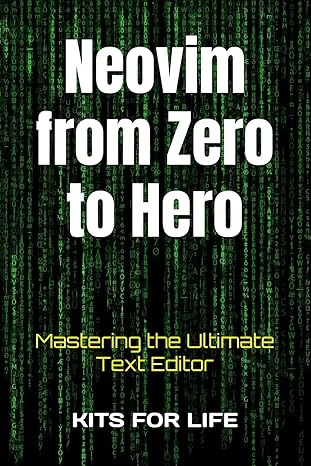 Neovim
from Zero
to Hero
Mastering the Ultimate
Text Editor
KITS FOR LIFE